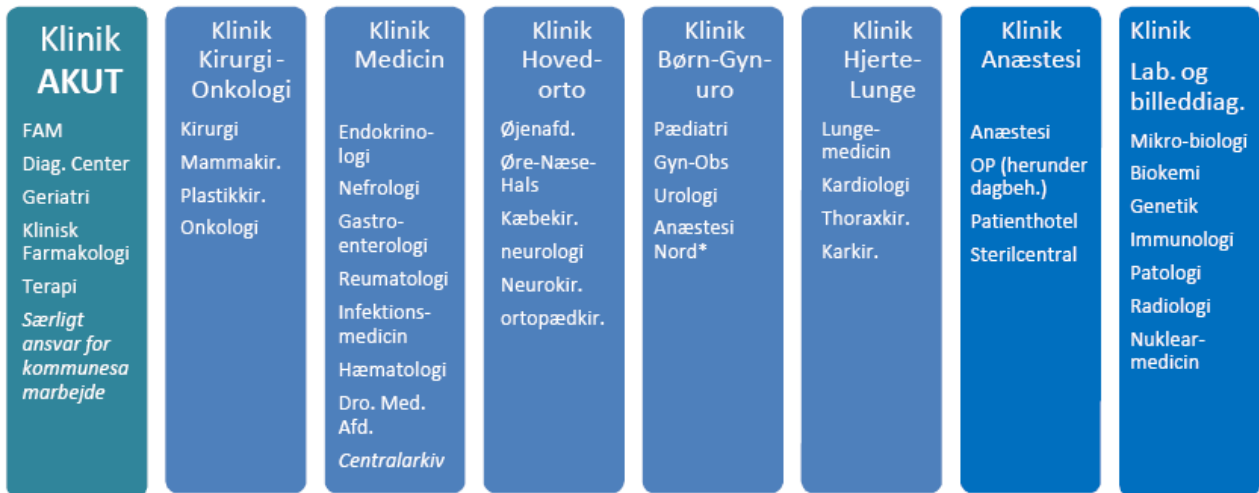 Klinik
AKUT
FAM
Diag. Center
Geriatri
Klinisk
Farmakologi
Terapi
Særligt
ansvar for
kommunesa
marbejde
Klinik
Kirurgi -
Onkologi
Kirurgi
Mammakir.
Plastikkir.
Onkologi
Klinik
Medicin
Endokrino-
logi
Nefrologi
Gastro-
enterologi
Reumatologi
Infektions-
medicin
Hæmatologi
Dro. Med.
Afd.
Centralarkiv
Klinik
Hoved-
orto
Øjenafd.
Øre-Næse-
Hals
Kæbekir.
neurologi
Neurokir.
ortopædkir.
Klinik
Børn-Gyn-
uro
Pædiatri
Gyn-Obs
Urologi
Anæstesi
Nord*
Klinik
Hjerte-
Lunge
Lunge-
medicin
Kardiologi
Thoraxkir.
Karkir.
Klinik
Anæstesi
Anæstesi
OP (herunder
dagbeh.)
Patienthotel
Sterilcentral
Klinik
Lab. og
billeddiag.
Mikro-biologi
Biokemi
Genetik
Immunologi
Patologi
Radiologi
Nuklear-
medicin